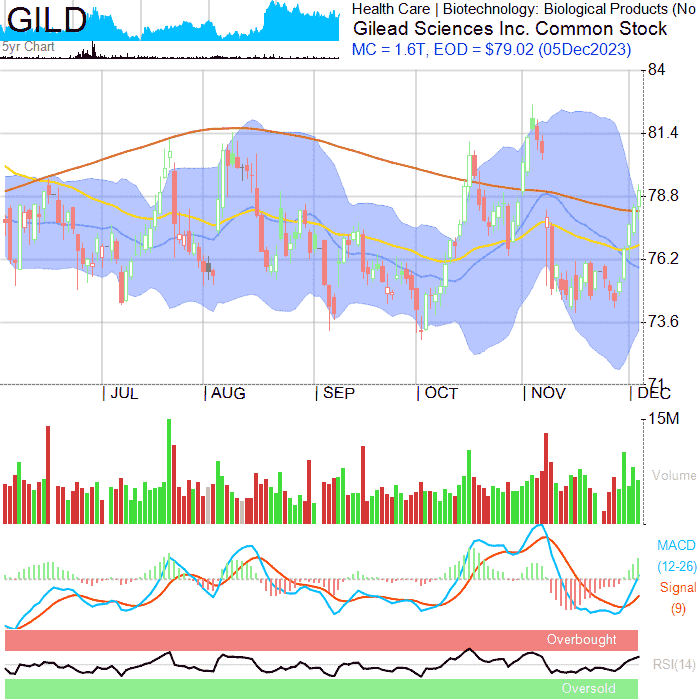 GILD
5yr Chart
Health Care | Biotechnology: Biological Products (No
Gilead Sciences Inc. Common Stock
MC = 1.6T, EOD = $79.02 (05Dec2023)
84
81.4
78.8
76.2
73.6
71
| JUL | AUG | SEP | OCT | NOV | DEC
15M
Volume
MACD
(12-26)
Signal
(9)
Overbought
RSI(14)
Oversold